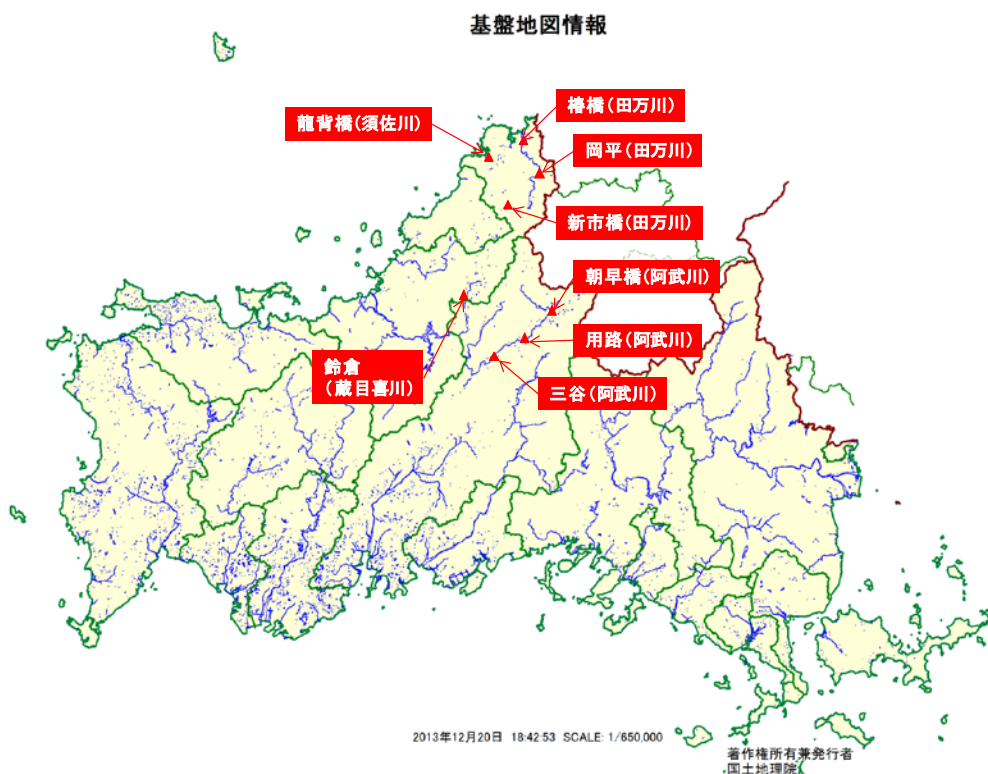 基盤地図情報
椿橋(田万川)
龍背橋(須佐川)
岡平(田万川)
新市橋(田万川)
朝早橋(阿武川)
用路(阿武川)
鈴倉
(蔵目喜川)
三谷(阿武川)
2013年12月20日 18:42:53 SCALE: 1/650,000
著作権所有兼発行者
国土地理院